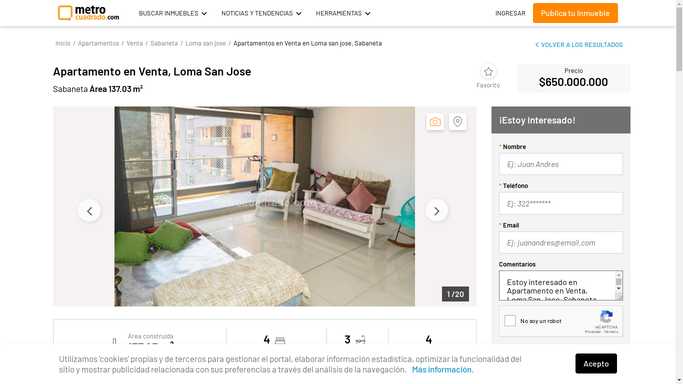 metro
cuadrado.com
BUSCAR INMUEBLES
NOTICIAS Y TENDENCIAS
HERRAMIENTAS
INGRESAR
Publica tu inmueble
Inicio / Apartamentos / Venta / Sabaneta / Loma san jose / Apartamentos en Venta en Loma san jose, Sabaneta
VOLVER A LOS RESULTADOS
Apartamento en Venta, Loma San Jose
Sabaneta Área 137.03 m²
Favorito
Precio
$650.000.000
1 / 20
¡Estoy Interesado!
* Nombre
Ej: Juan Andres
* Teléfono
Ej: 322*******
* Email
Ej: juanandres@email.com
Comentarios
Estoy interesado en
Apartamento en Venta,
Loma San Jose, Sabaneta
No soy un robot
reCAPTCHA
Privacidad - Términos
Área construida
4
3
4
Utilizamos 'cookies' propias y de terceros para gestionar el portal, elaborar información estadística, optimizar la funcionalidad del
sitio y mostrar publicidad relacionada con sus preferencias a través del análisis de la navegación. Más información.
Acepto